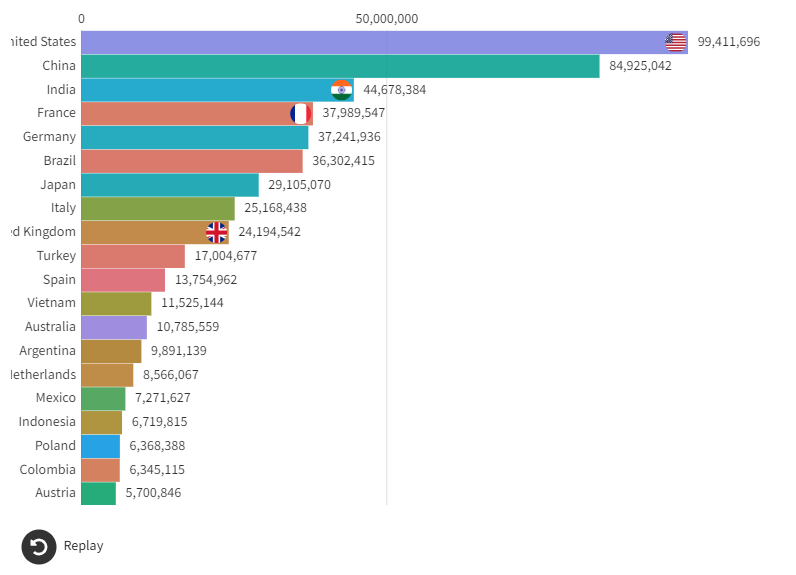 0 50,000,000
nited States 99,411,696
China 84,925,042
India 44,678,384
France 37,989,547
Germany 37,241,936
Brazil 36,302,415
Japan 29,105,070
Italy 25,168,438
d Kingdom 24,194,542
Turkey 17,004,677
Spain 13,754,962
Vietnam 11,525,144
Australia 10,785,559
Argentina 9,891,139
etherlands 8,566,067
Mexico 7,271,627
Indonesia 6,719,815
Poland 6,368,388
Colombia 6,345,115
Austria 5,700,846
Replay